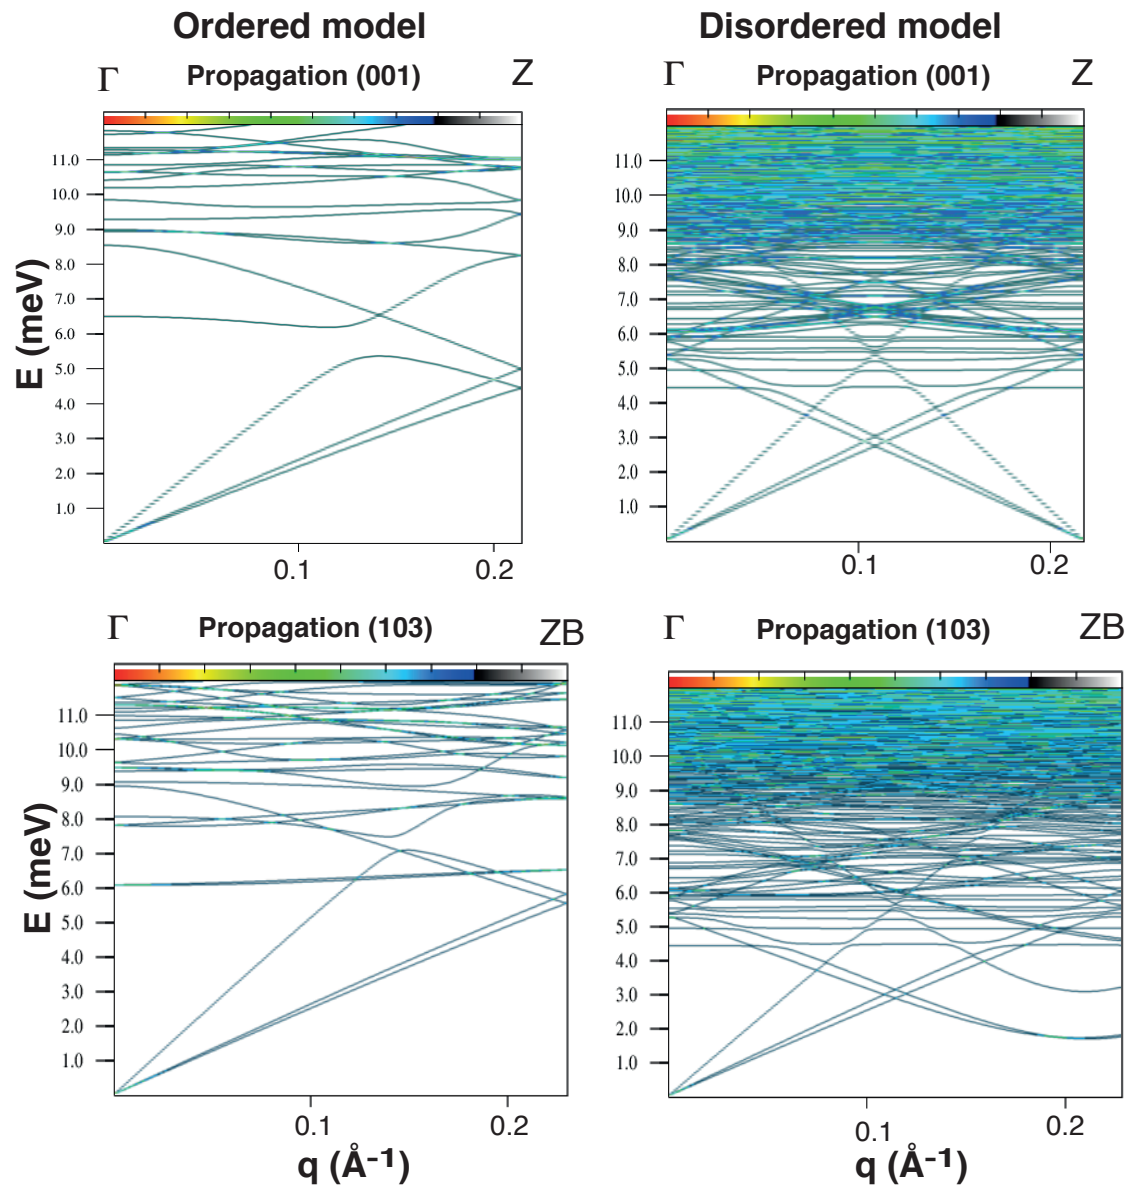 Ordered model Disordered model
Γ Propagation (001) Z Γ Propagation (001) Z
11.0 11.0
10.0 10.0
9.0 9.0
8.0 8.0
7.0 7.0
6.0 6.0
5.0 5.0
4.0 4.0
3.0 3.0
2.0 2.0
1.0 1.0
E (meV)
0.1 0.2 0.1 0.2
Γ Propagation (103) ZB Γ Propagation (103) ZB
11.0 11.0
10.0 10.0
9.0 9.0
8.0 8.0
7.0 7.0
6.0 6.0
5.0 5.0
4.0 4.0
3.0 3.0
2.0 2.0
1.0 1.0
E (meV)
0.1 0.2 0.1 0.2
q (Å⁻¹) q (Å⁻¹)